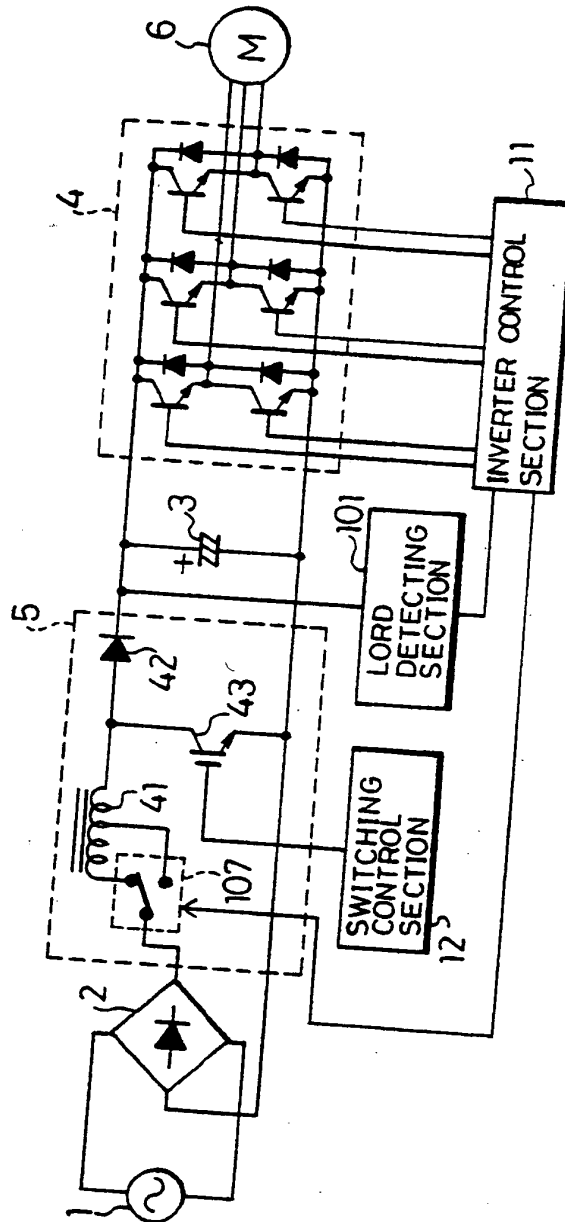 1
2
5
107
41
42
43
3
4
6
M
SWITCHING
CONTROL
SECTION
12
101
LORD
DETECTING
SECTION
INVERTER CONTROL
SECTION
11
+